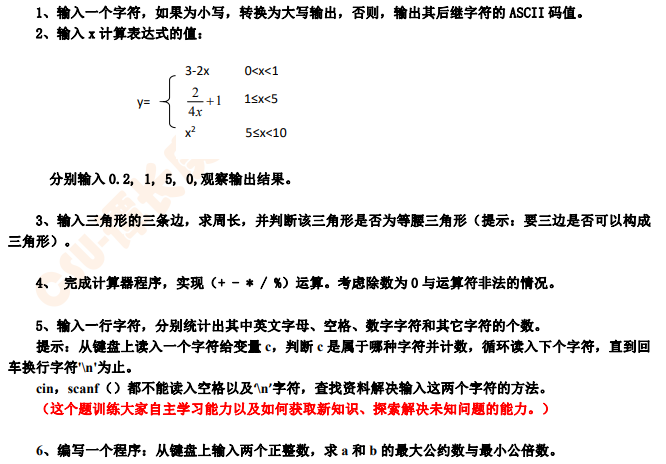 1、输入一个字符，如果为小写，转换为大写输出，否则，输出其后继字符的 ASCII 码值。
2、输入 x 计算表达式的值：
3-2x 0<x<1
y= 2/4x +1 1≤x<5
x² 5≤x<10
分别输入 0.2, 1, 5, 0,观察输出结果。
3、输入三角形的三条边，求周长，并判断该三角形是否为等腰三角形（提示：要三边是否可以构成
三角形）。
4、 完成计算器程序，实现（+ - * / %）运算。考虑除数为 0 与运算符非法的情况。
5、输入一行字符，分别统计出其中英文字母、空格、数字字符和其它字符的个数。
提示：从键盘上读入一个字符给变量 c，判断 c 是属于哪种字符并计数，循环读入下个字符，直到回
车换行字符'\n'为止。
cin，scanf（）都不能读入空格以及‘\n’字符，查找资料解决输入这两个字符的方法。
（这个题训练大家自主学习能力以及如何获取新知识、探索解决未知问题的能力。）
6、编写一个程序：从键盘上输入两个正整数，求 a 和 b 的最大公约数与最小公倍数。